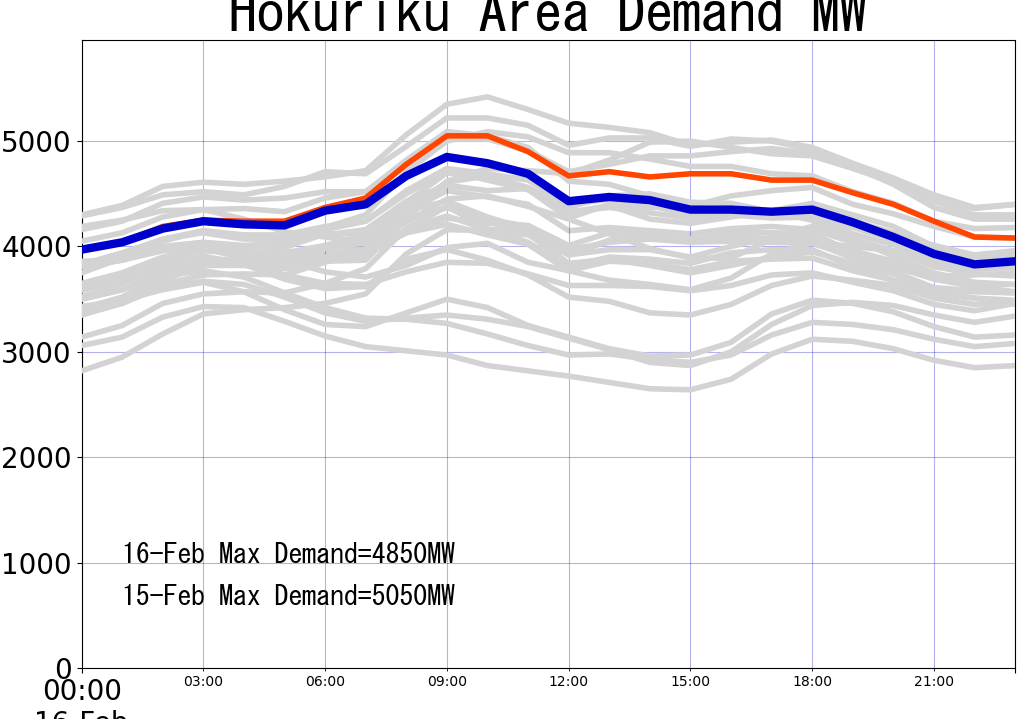 Hokuriku Area Demand MW
5000
4000
3000
2000
1000
0
16-Feb Max Demand=4850MW
15-Feb Max Demand=5050MW
00:00 03:00 06:00 09:00 12:00 15:00 18:00 21:00
16-Feb